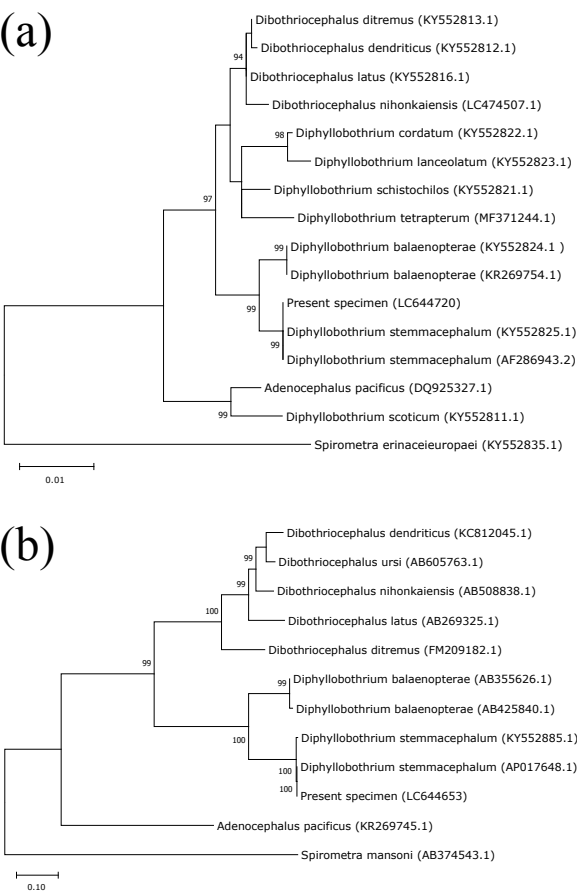 (a)
Dibothriocephalus ditremus (KY552813.1)
Dibothriocephalus dendriticus (KY552812.1)
94
Dibothriocephalus latus (KY552816.1)
Dibothriocephalus nihonkaiensis (LC474507.1)
98
Diphyllobothrium cordatum (KY552822.1)
Diphyllobothrium lanceolatum (KY552823.1)
Diphyllobothrium schistochilos (KY552821.1)
97
Diphyllobothrium tetrapterum (MF371244.1)
99
Diphyllobothrium balaenopterae (KY552824.1 )
Diphyllobothrium balaenopterae (KR269754.1)
99
Present specimen (LC644720)
Diphyllobothrium stemmacephalum (KY552825.1)
99
Diphyllobothrium stemmacephalum (AF286943.2)
Adenocephalus pacificus (DQ925327.1)
99
Diphyllobothrium scoticum (KY552811.1)
Spirometra erinaceieuropaei (KY552835.1)
0.01
(b)
Dibothriocephalus dendriticus (KC812045.1)
99
Dibothriocephalus ursi (AB605763.1)
99
Dibothriocephalus nihonkaiensis (AB508838.1)
100
Dibothriocephalus latus (AB269325.1)
Dibothriocephalus ditremus (FM209182.1)
99
99
Diphyllobothrium balaenopterae (AB355626.1)
Diphyllobothrium balaenopterae (AB425840.1)
100
Diphyllobothrium stemmacephalum (KY552885.1)
100
Diphyllobothrium stemmacephalum (AP017648.1)
100
Present specimen (LC644653)
Adenocephalus pacificus (KR269745.1)
Spirometra mansoni (AB374543.1)
0.10